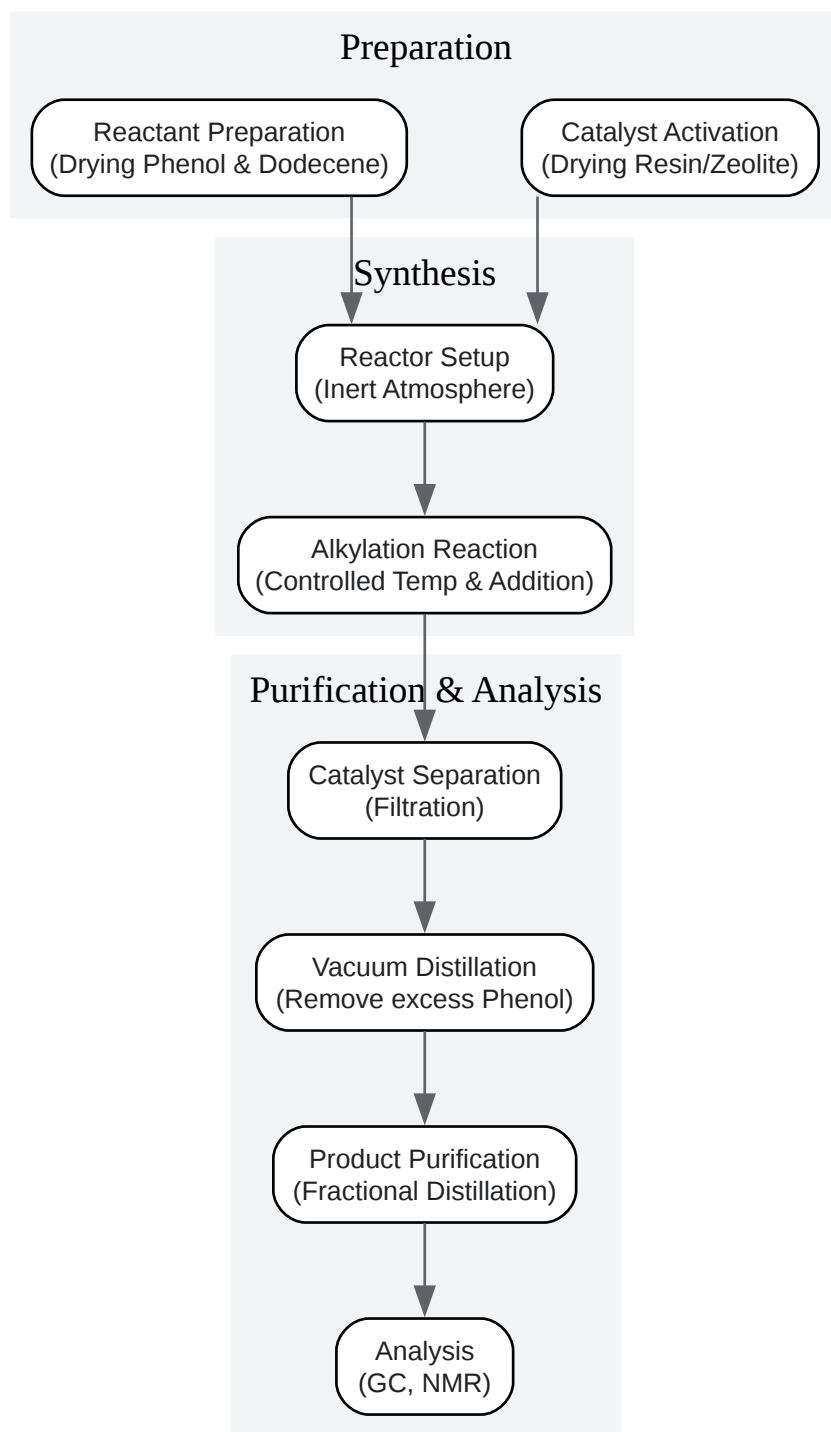 Preparation
Reactant Preparation
(Drying Phenol & Dodecene)
Catalyst Activation
(Drying Resin/Zeolite)
Synthesis
Reactor Setup
(Inert Atmosphere)
Alkylation Reaction
(Controlled Temp & Addition)
Purification & Analysis
Catalyst Separation
(Filtration)
Vacuum Distillation
(Remove excess Phenol)
Product Purification
(Fractional Distillation)
Analysis
(GC, NMR)